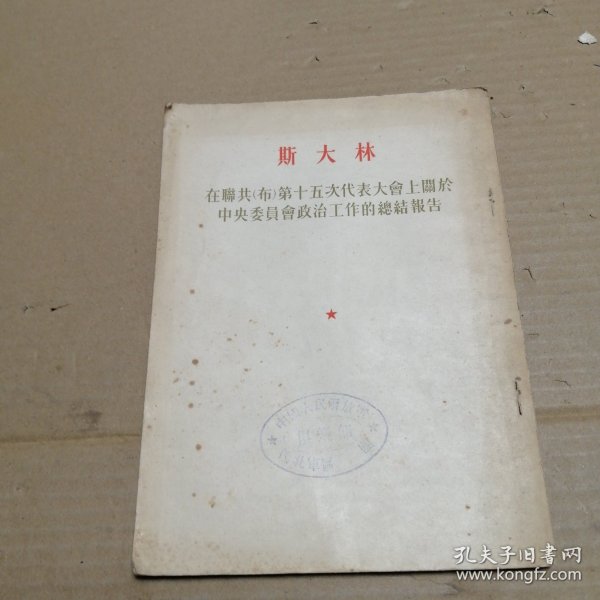 斯大林
在聯共(布)第十五次代表大會上關於
中央委員會政治工作的總結報告
孔夫子旧书网
www.kongfz.com